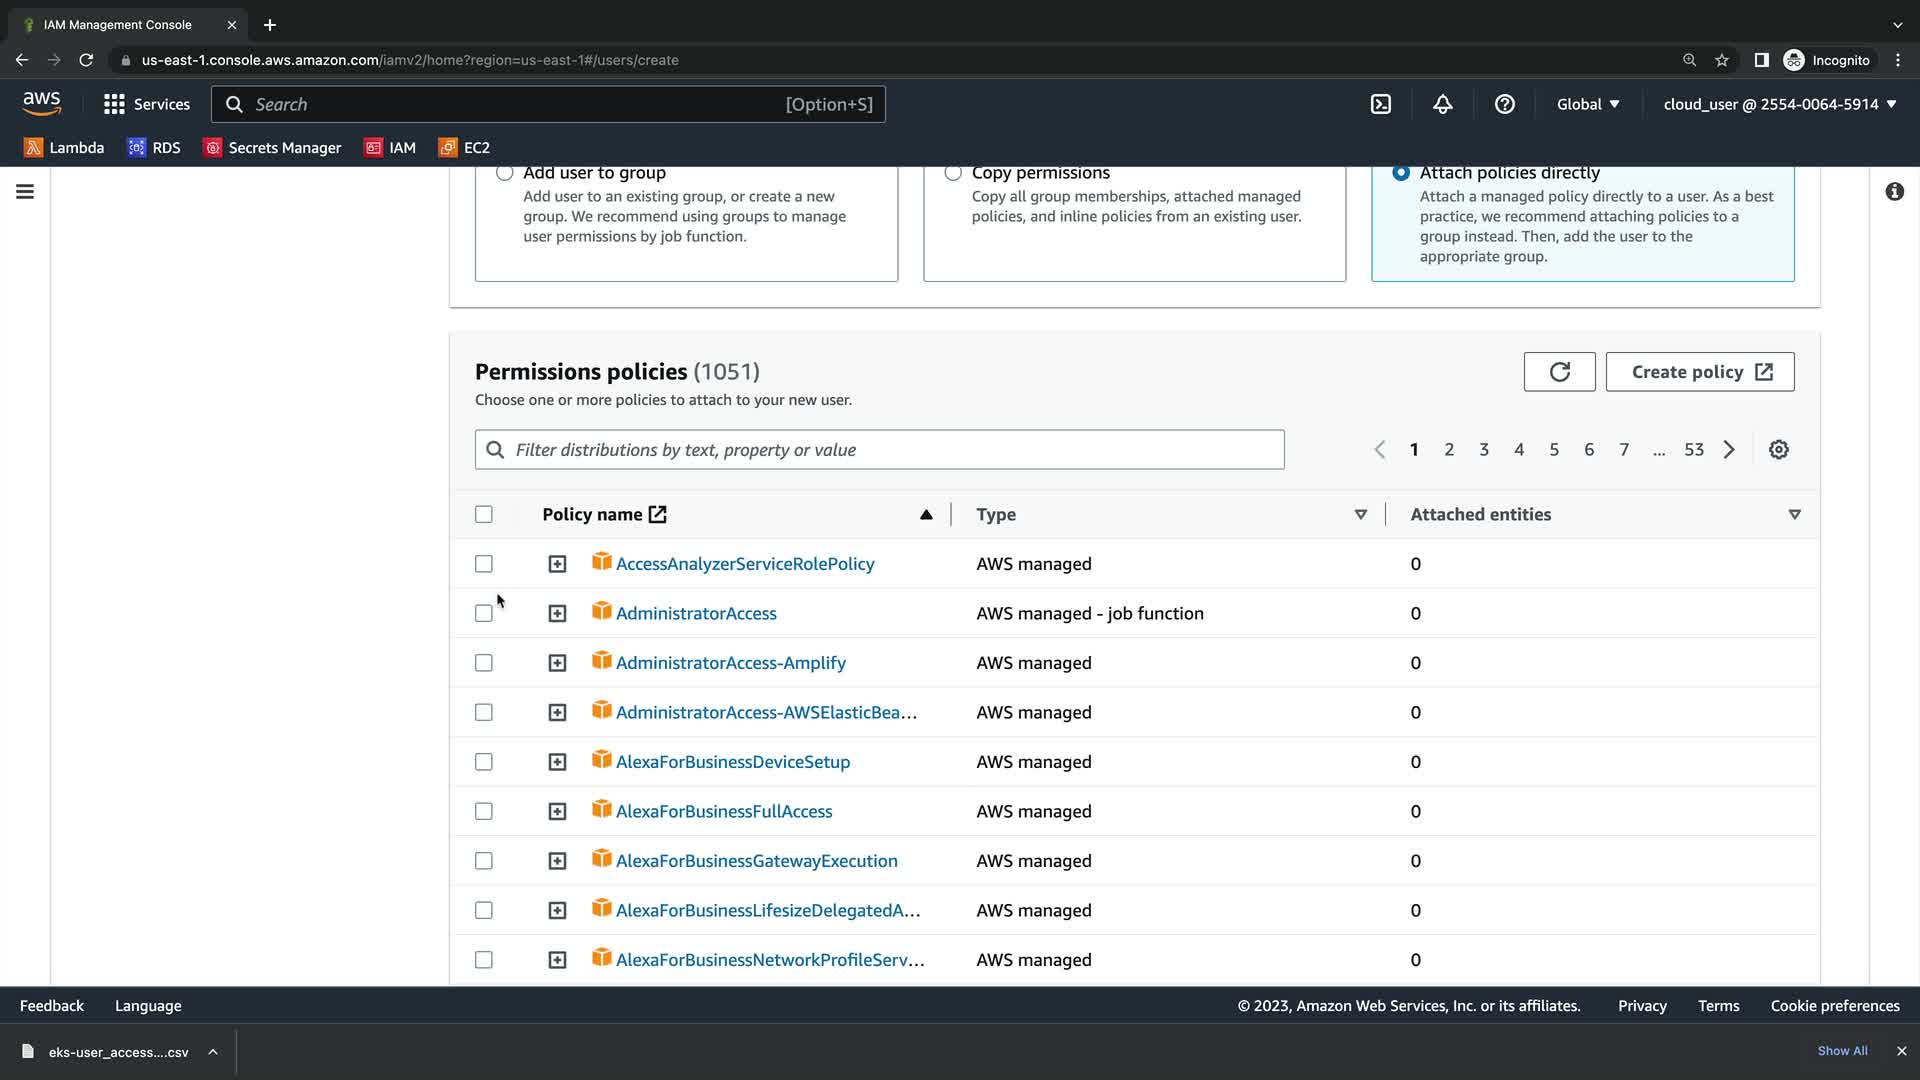 IAM Management Console
us-east-1.console.aws.amazon.com/iamv2/home?region=us-east-1#/users/create
Incognito
aws
Services
Search
[Option+S]
Global
cloud_user @ 2554-0064-5914
Lambda
RDS
Secrets Manager
IAM
EC2
Add user to group
Add user to an existing group, or create a new
group. We recommend using groups to manage
user permissions by job function.
Copy permissions
Copy all group memberships, attached managed
policies, and inline policies from an existing user.
Attach policies directly
Attach a managed policy directly to a user. As a best
practice, we recommend attaching policies to a
group instead. Then, add the user to the
appropriate group.
Permissions policies (1051)
Choose one or more policies to attach to your new user.
Create policy
Filter distributions by text, property or value
1 2 3 4 5 6 7 ... 53
Policy name Type Attached entities
AccessAnalyzerServiceRolePolicy AWS managed 0
AdministratorAccess AWS managed - job function 0
AdministratorAccess-Amplify AWS managed 0
AdministratorAccess-AWSElasticBea... AWS managed 0
AlexaForBusinessDeviceSetup AWS managed 0
AlexaForBusinessFullAccess AWS managed 0
AlexaForBusinessGatewayExecution AWS managed 0
AlexaForBusinessLifesizeDelegatedA... AWS managed 0
AlexaForBusinessNetworkProfileServ... AWS managed 0
Feedback
Language
© 2023, Amazon Web Services, Inc. or its affiliates.
Privacy
Terms
Cookie preferences
eks-user_access....csv
Show All